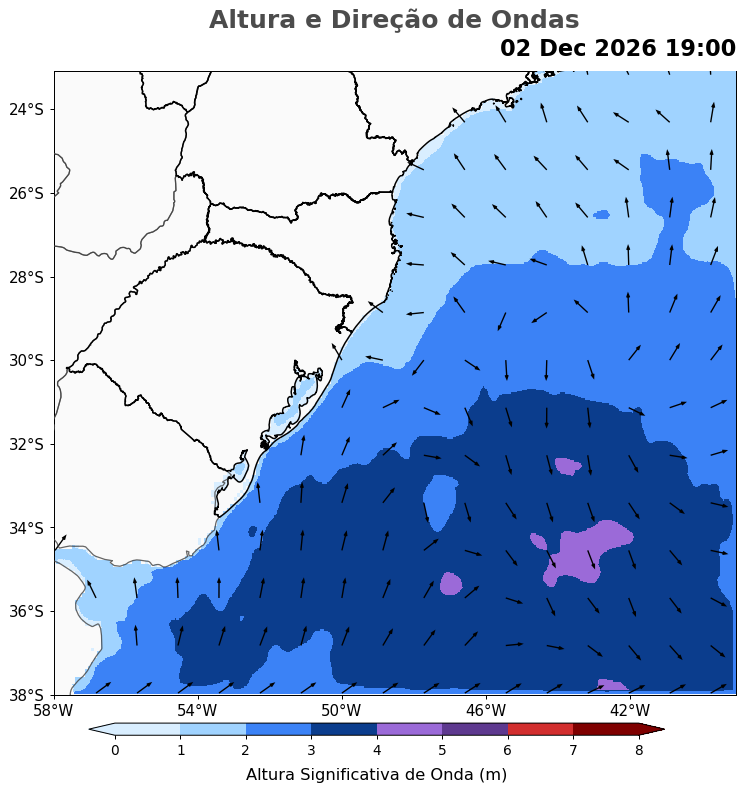 Altura e Direção de Ondas
02 Dec 2026 19:00
24°S
26°S
28°S
30°S
32°S
34°S
36°S
38°S
58°W 54°W 50°W 46°W 42°W
0 1 2 3 4 5 6 7 8
Altura Significativa de Onda (m)